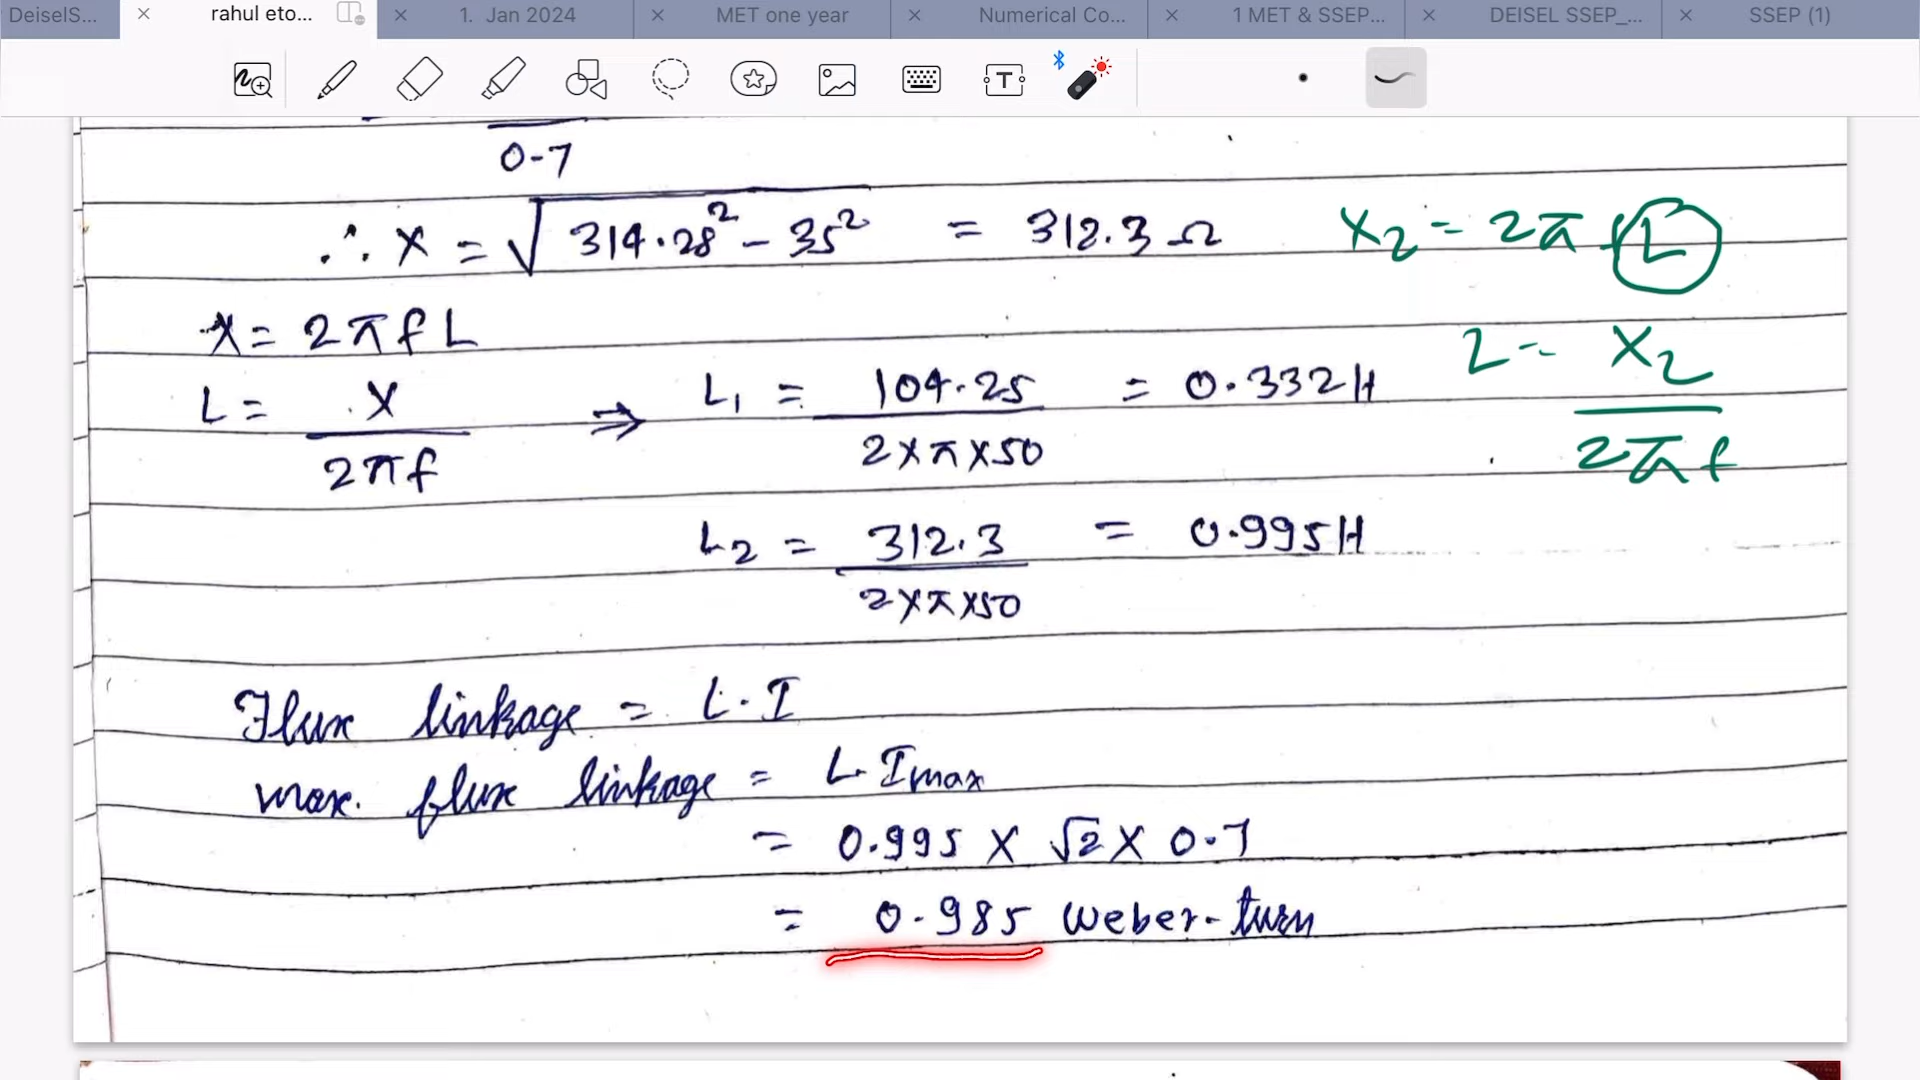 DeiselS...
rahul eto...
1. Jan 2024
MET one year
Numerical Co...
1 MET & SSEP...
DEISEL SSEP_...
SSEP (1)
T
0-7
∴ X = √314.28² - 35² = 312.3 Ω
X₂ = 2π f L
X = 2πfL
L = X / 2πf ⇒ L₁ = 104.25 / 2×π×50 = 0.332H
L = X₂ / 2πf
L₂ = 312.3 / 2×π×50 = 0.995H
Flux linkage = L.I
max. flux linkage = L. Imax
= 0.995 × √2 × 0.7
= 0.985 weber-turn